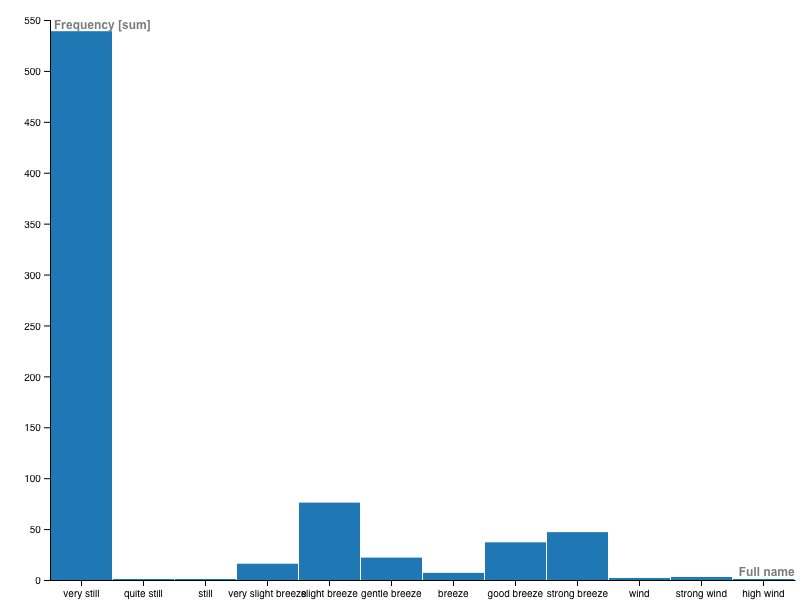 Frequency [sum]
550
500
450
400
350
300
250
200
150
100
50
0
Full name
very still
quite still
still
very slight breeze
slight breeze
gentle breeze
breeze
good breeze
strong breeze
wind
strong wind
high wind